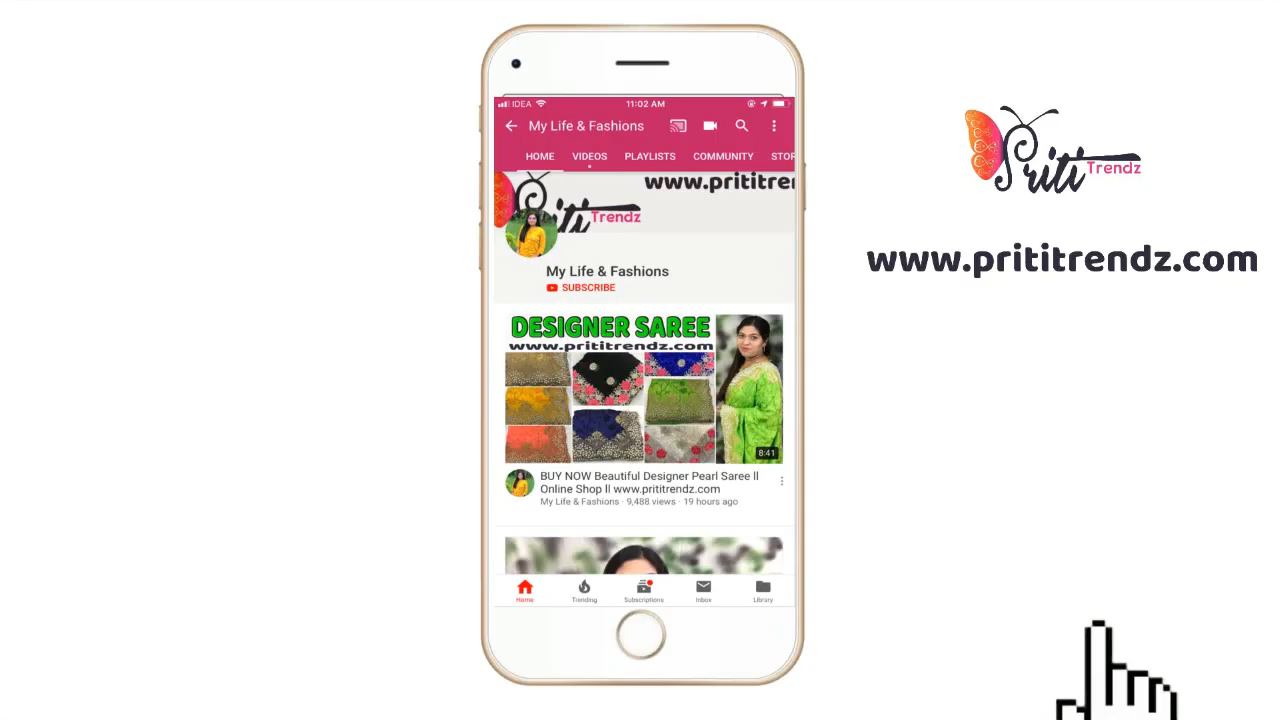 IDEA 11:02 AM
My Life & Fashions
HOME VIDEOS PLAYLISTS COMMUNITY STOR
www.prititren
Priti Trendz
My Life & Fashions
SUBSCRIBE
DESIGNER SAREE
www.prititrendz.com
8:41
BUY NOW Beautiful Designer Pearl Saree ll
Online Shop ll www.prititrendz.com
My Life & Fashions · 9,488 views · 19 hours ago
Home Trending Subscriptions Inbox Library
Priti Trendz
www.prititrendz.com